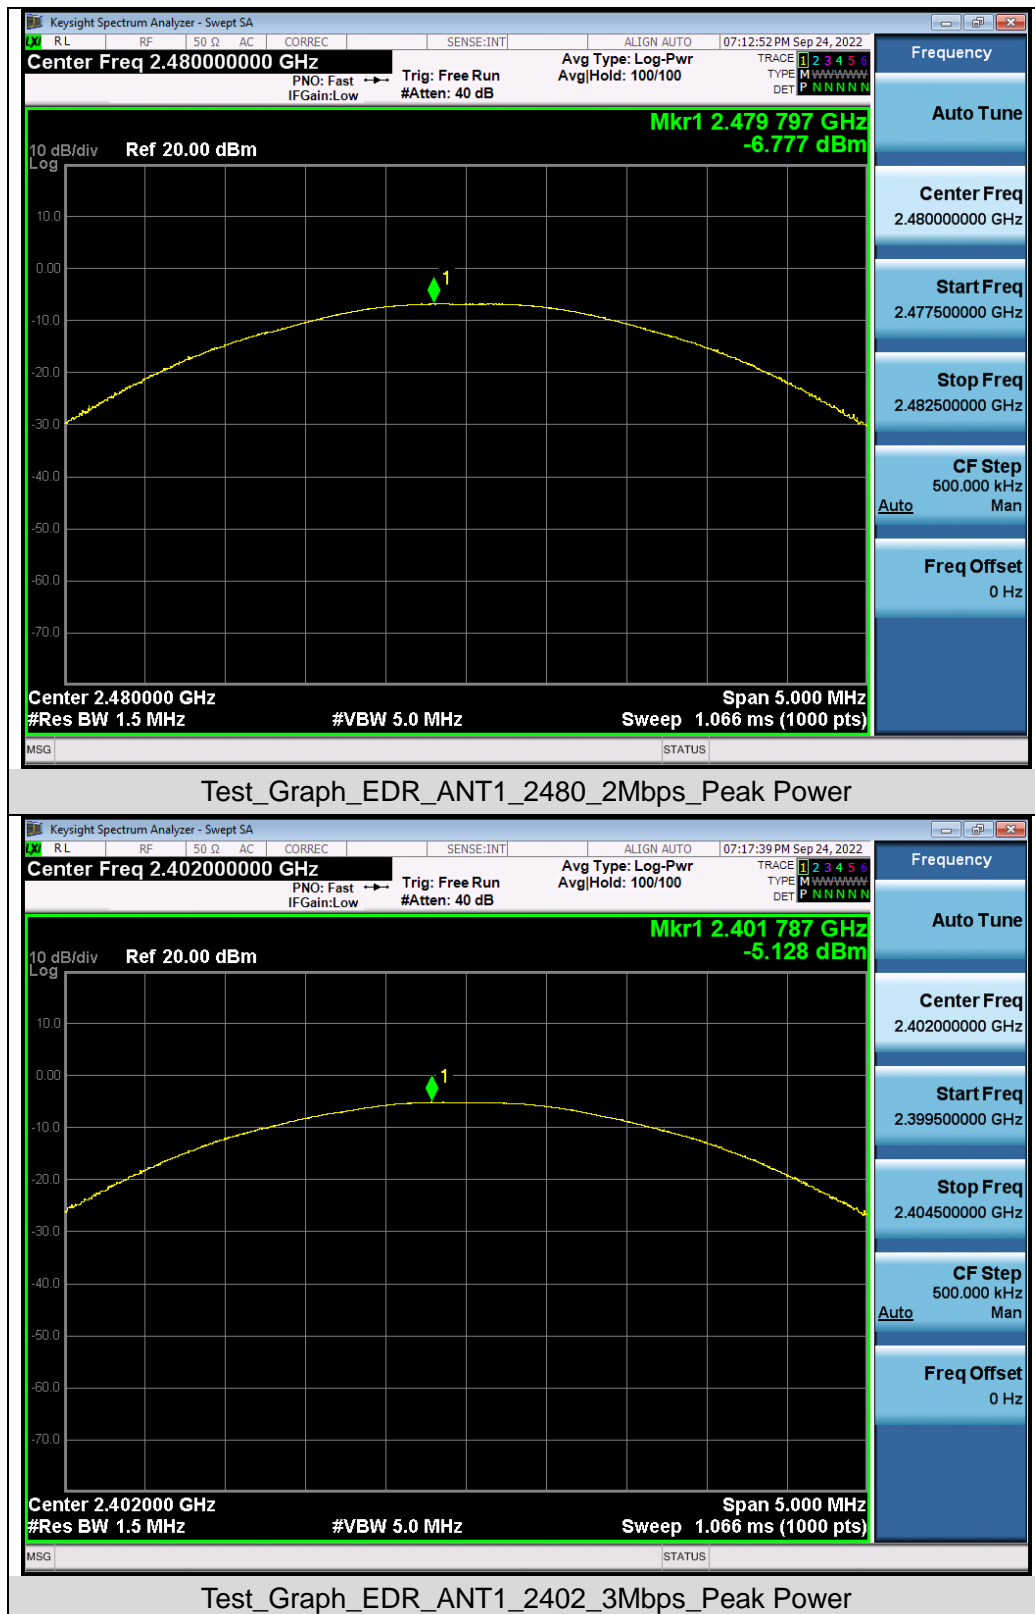 Keysight Spectrum Analyzer - Swept SA
LXI RL RF 50 Ω AC CORREC SENSE:INT ALIGN AUTO 07:12:52 PM Sep 24, 2022
Center Freq 2.480000000 GHz
PNO: Fast
IFGain:Low
Trig: Free Run
#Atten: 40 dB
Avg Type: Log-Pwr
Avg|Hold: 100/100
TRACE 1 2 3 4 5 6
TYPE M WWWWW
DET P N N N N N
Mkr1 2.479 797 GHz
-6.777 dBm
10 dB/div Ref 20.00 dBm
Log
10.0
0.00
1
-10.0
-20.0
-30.0
-40.0
-50.0
-60.0
-70.0
Center 2.480000 GHz Span 5.000 MHz
#Res BW 1.5 MHz #VBW 5.0 MHz Sweep 1.066 ms (1000 pts)
MSG STATUS
Frequency
Auto Tune
Center Freq
2.480000000 GHz
Start Freq
2.477500000 GHz
Stop Freq
2.482500000 GHz
CF Step
500.000 kHz
Auto Man
Freq Offset
0 Hz
Test_Graph_EDR_ANT1_2480_2Mbps_Peak Power
Keysight Spectrum Analyzer - Swept SA
LXI RL RF 50 Ω AC CORREC SENSE:INT ALIGN AUTO 07:17:39 PM Sep 24, 2022
Center Freq 2.402000000 GHz
PNO: Fast
IFGain:Low
Trig: Free Run
#Atten: 40 dB
Avg Type: Log-Pwr
Avg|Hold: 100/100
TRACE 1 2 3 4 5 6
TYPE M WWWWW
DET P N N N N N
Mkr1 2.401 787 GHz
-5.128 dBm
10 dB/div Ref 20.00 dBm
Log
10.0
0.00
1
-10.0
-20.0
-30.0
-40.0
-50.0
-60.0
-70.0
Center 2.402000 GHz Span 5.000 MHz
#Res BW 1.5 MHz #VBW 5.0 MHz Sweep 1.066 ms (1000 pts)
MSG STATUS
Frequency
Auto Tune
Center Freq
2.402000000 GHz
Start Freq
2.399500000 GHz
Stop Freq
2.404500000 GHz
CF Step
500.000 kHz
Auto Man
Freq Offset
0 Hz
Test_Graph_EDR_ANT1_2402_3Mbps_Peak Power